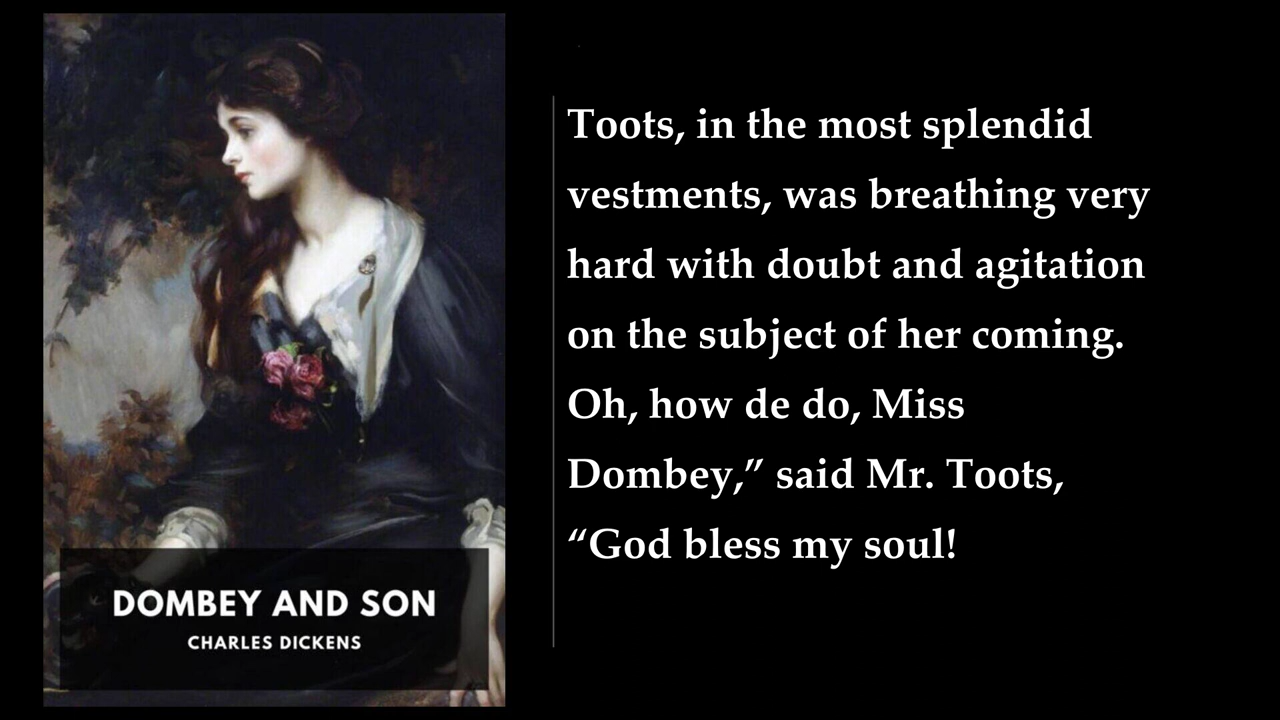 DOMBEY AND SON
CHARLES DICKENS
Toots, in the most splendid
vestments, was breathing very
hard with doubt and agitation
on the subject of her coming.
Oh, how de do, Miss
Dombey,” said Mr. Toots,
“God bless my soul!